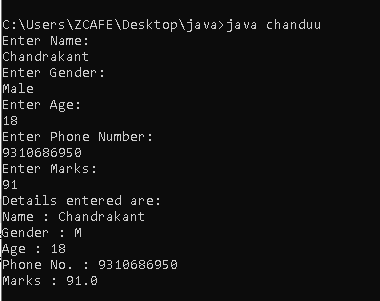 C:\Users\ZCAFE\Desktop\java>java chanduu
Enter Name:
Chandrakant
Enter Gender:
Male
Enter Age:
18
Enter Phone Number:
9310686950
Enter Marks:
91
Details entered are:
Name : Chandrakant
Gender : M
Age : 18
Phone No. : 9310686950
Marks : 91.0